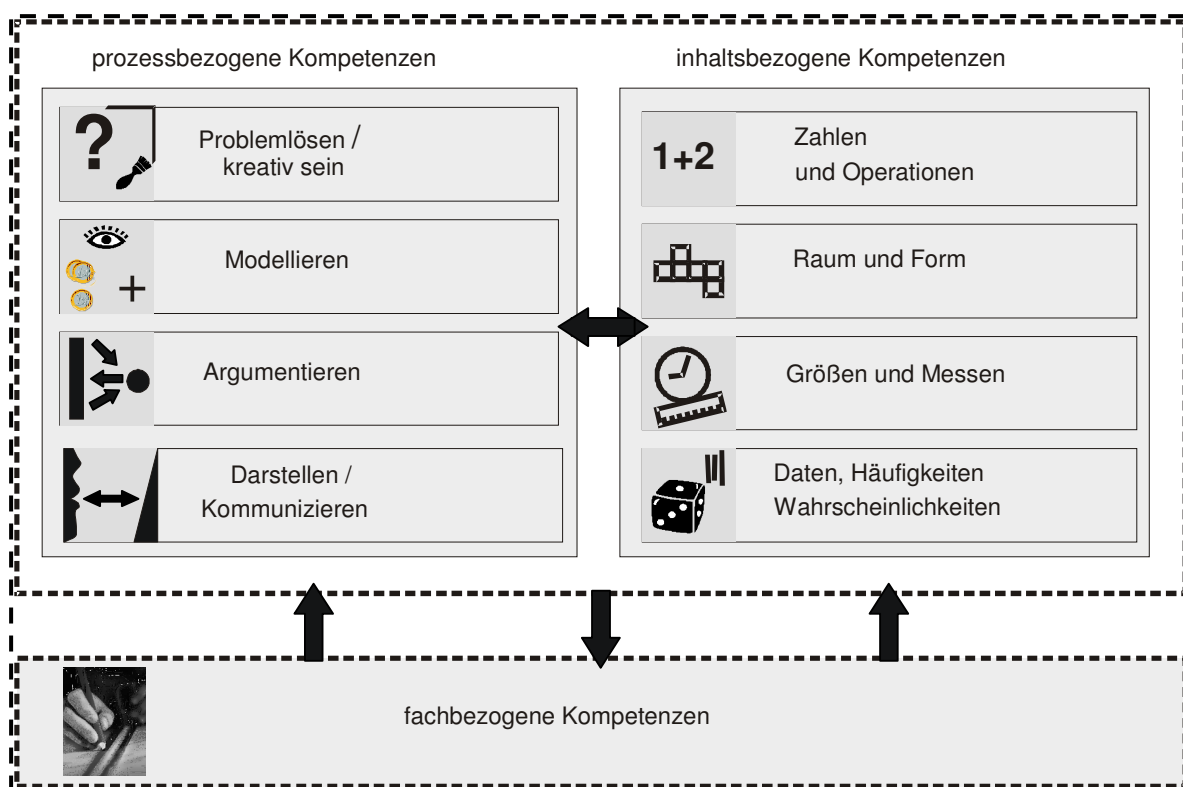 prozessbezogene Kompetenzen
Problemlösen /
kreativ sein
Modellieren
Argumentieren
Darstellen /
Kommunizieren
inhaltsbezogene Kompetenzen
1+2
Zahlen
und Operationen
Raum und Form
Größen und Messen
Daten, Häufigkeiten
Wahrscheinlichkeiten
fachbezogene Kompetenzen